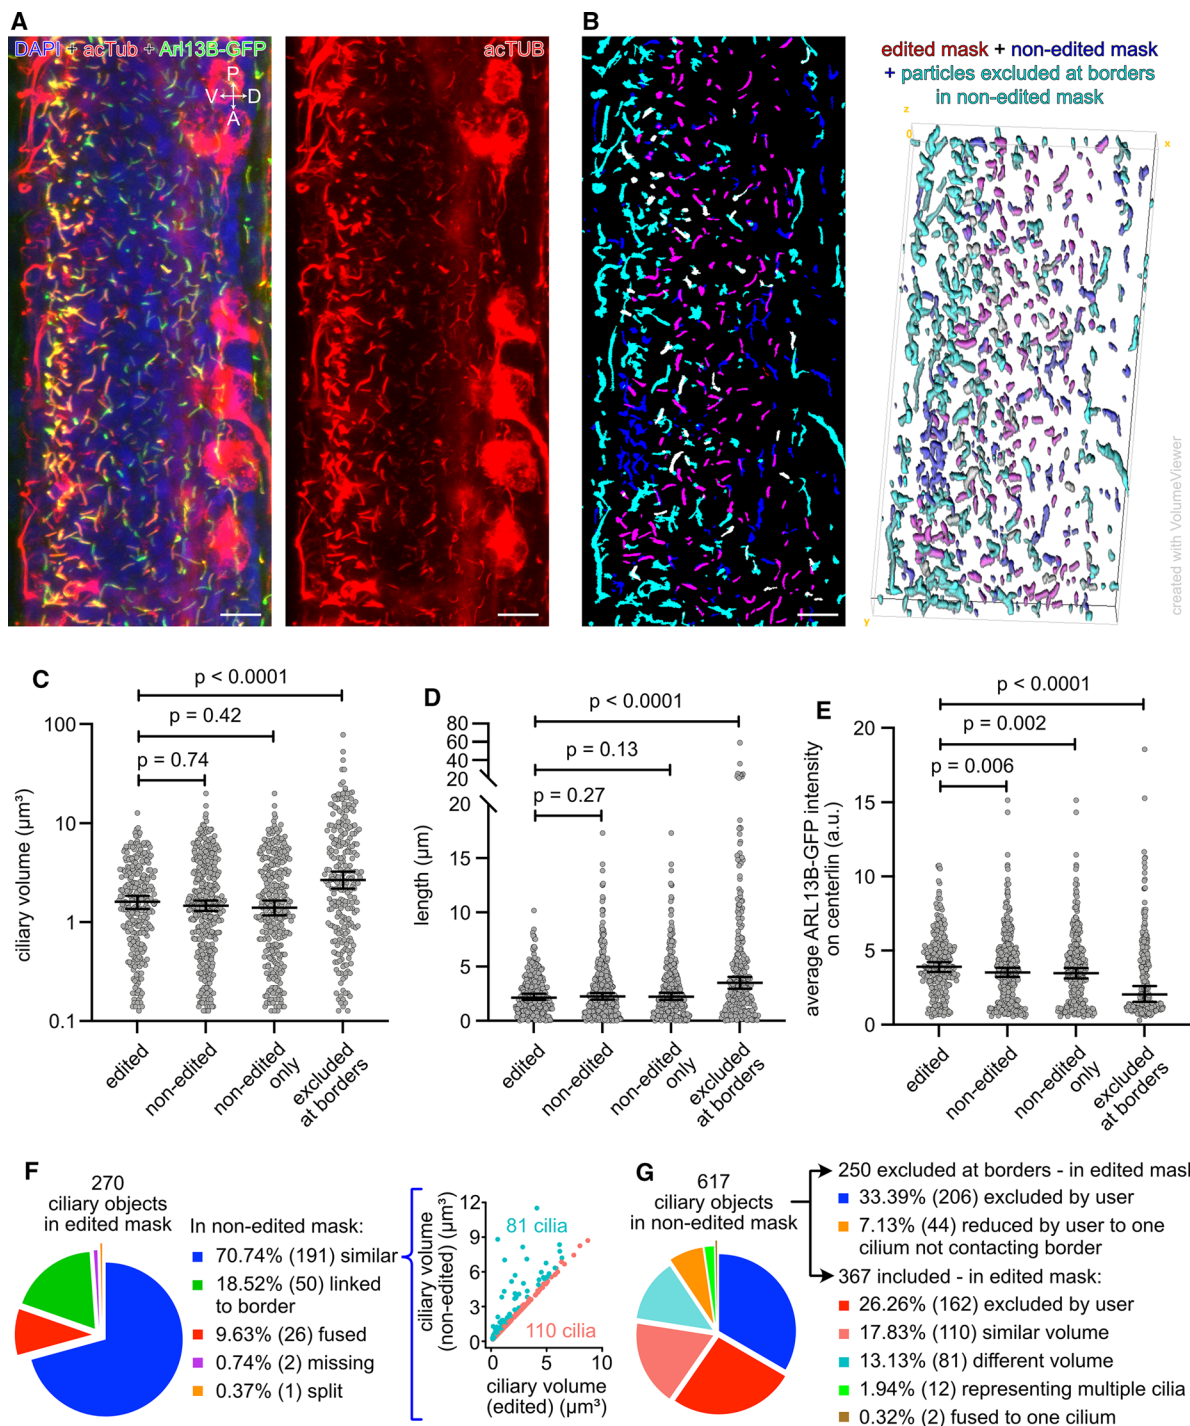 A
DAPI + acTub + Arl13B-GFP
P
V D
A
acTUB
B
edited mask + non-edited mask
+ particles excluded at borders
in non-edited mask
z
0
x
y
created with VolumeViewer
C
p < 0.0001
p = 0.42
p = 0.74
100
10
1
0.1
ciliary volume (µm³)
edited
non-edited
non-edited
only
excluded
at borders
D
p < 0.0001
p = 0.13
p = 0.27
80
60
40
20
20
15
10
5
0
length (µm)
edited
non-edited
non-edited
only
excluded
at borders
E
p < 0.0001
p = 0.002
p = 0.006
20
15
10
5
0
average ARL13B-GFP intensity
on centerlin (a.u.)
edited
non-edited
non-edited
only
excluded
at borders
F
270
ciliary objects
in edited mask
In non-edited mask:
70.74% (191) similar
18.52% (50) linked
to border
9.63% (26) fused
0.74% (2) missing
0.37% (1) split
ciliary volume
(non-edited) (µm³)
12
9
6
3
0
81 cilia
110 cilia
0 5 10
ciliary volume
(edited) (µm³)
G
617
ciliary objects
in non-edited mask
250 excluded at borders - in edited mask
33.39% (206) excluded by user
7.13% (44) reduced by user to one
cilium not contacting border
367 included - in edited mask:
26.26% (162) excluded by user
17.83% (110) similar volume
13.13% (81) different volume
1.94% (12) representing multiple cilia
0.32% (2) fused to one cilium